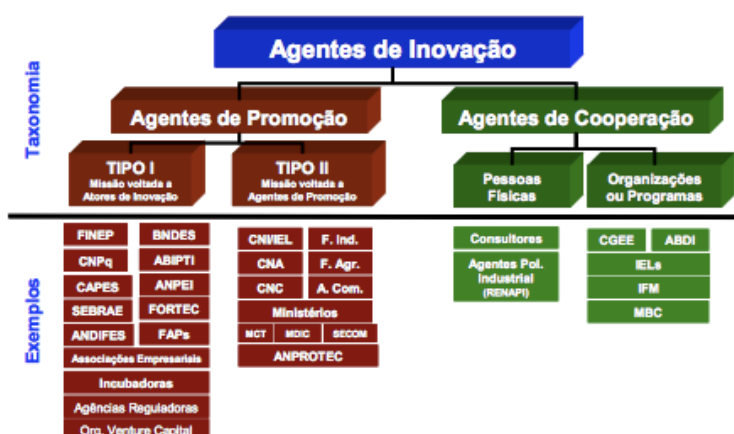 Taxonomia
Agentes de Inovação
Agentes de Promoção
Agentes de Cooperação
TIPO I
Missão voltada a
Atores de Inovação
TIPO II
Missão voltada a
Agentes de Promoção
Pessoas
Físicas
Organizações
ou Programas
Exemplos
FINEP
BNDES
CNPq
ABIPTI
CAPES
ANPEI
SEBRAE
FORTEC
ANDIFES
FAPs
Associações Empresariais
Incubadoras
Agências Reguladoras
Org. Venture Capital
CNI/IEL
F. Ind.
CNA
F. Agr.
CNC
A. Com.
Ministérios
MCT
MDIC
SECOM
ANPROTEC
Consultores
Agentes Pol.
Industrial
(RENAPI)
CGEE
ABDI
IELs
IFM
MBC